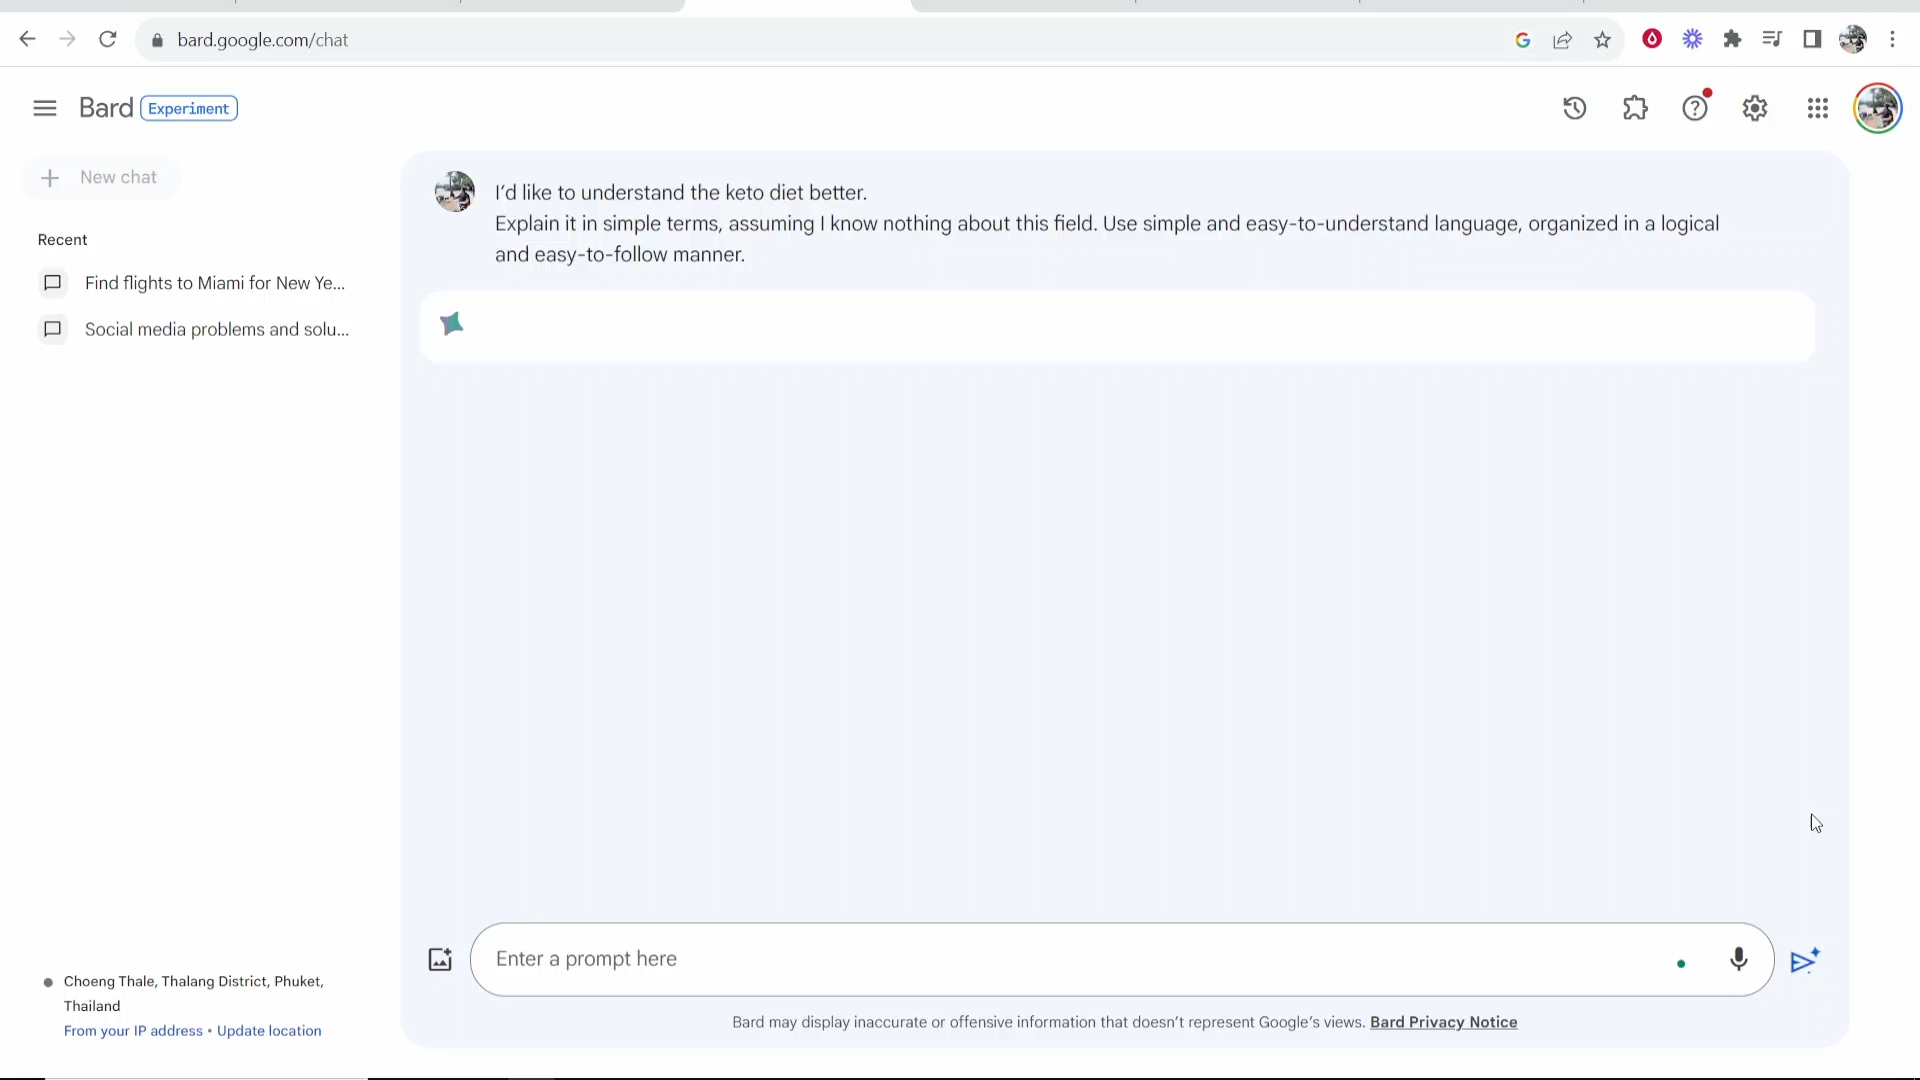 bard.google.com/chat
Bard Experiment
New chat
Recent
Find flights to Miami for New Ye...
Social media problems and solu...
I'd like to understand the keto diet better.
Explain it in simple terms, assuming I know nothing about this field. Use simple and easy-to-understand language, organized in a logical
and easy-to-follow manner.
Enter a prompt here
Choeng Thale, Thalang District, Phuket,
Thailand
From your IP address • Update location
Bard may display inaccurate or offensive information that doesn't represent Google's views. Bard Privacy Notice